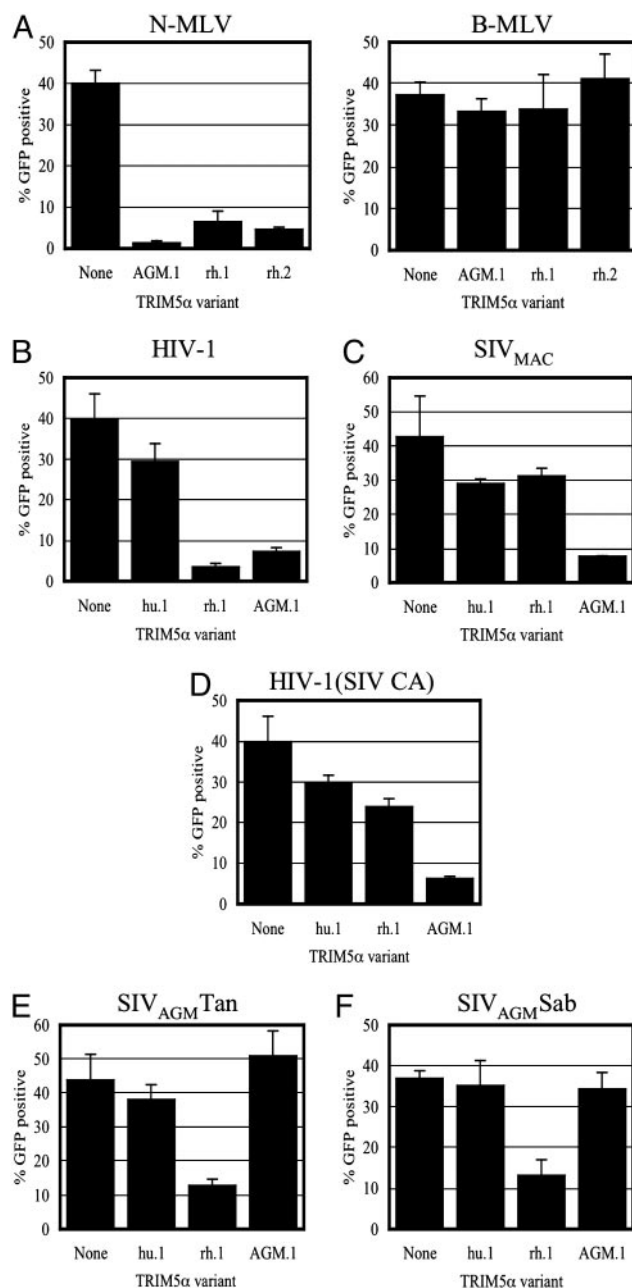 A
N-MLV
50
40
30
20
10
0
% GFP positive
None AGM.1 rh.1 rh.2
TRIM5α variant
B-MLV
50
40
30
20
10
0
% GFP positive
None AGM.1 rh.1 rh.2
TRIM5α variant
B
HIV-1
50
40
30
20
10
0
% GFP positive
None hu.1 rh.1 AGM.1
TRIM5α variant
C
SIVMAC
60
50
40
30
20
10
0
% GFP positive
None hu.1 rh.1 AGM.1
TRIM5α variant
D
HIV-1(SIV CA)
50
40
30
20
10
0
% GFP positive
None hu.1 rh.1 AGM.1
TRIM5α variant
E
SIVAGMTan
60
50
40
30
20
10
0
% GFP positive
None hu.1 rh.1 AGM.1
TRIM5α variant
F
SIVAGMSab
50
40
30
20
10
0
% GFP positive
None hu.1 rh.1 AGM.1
TRIM5α variant